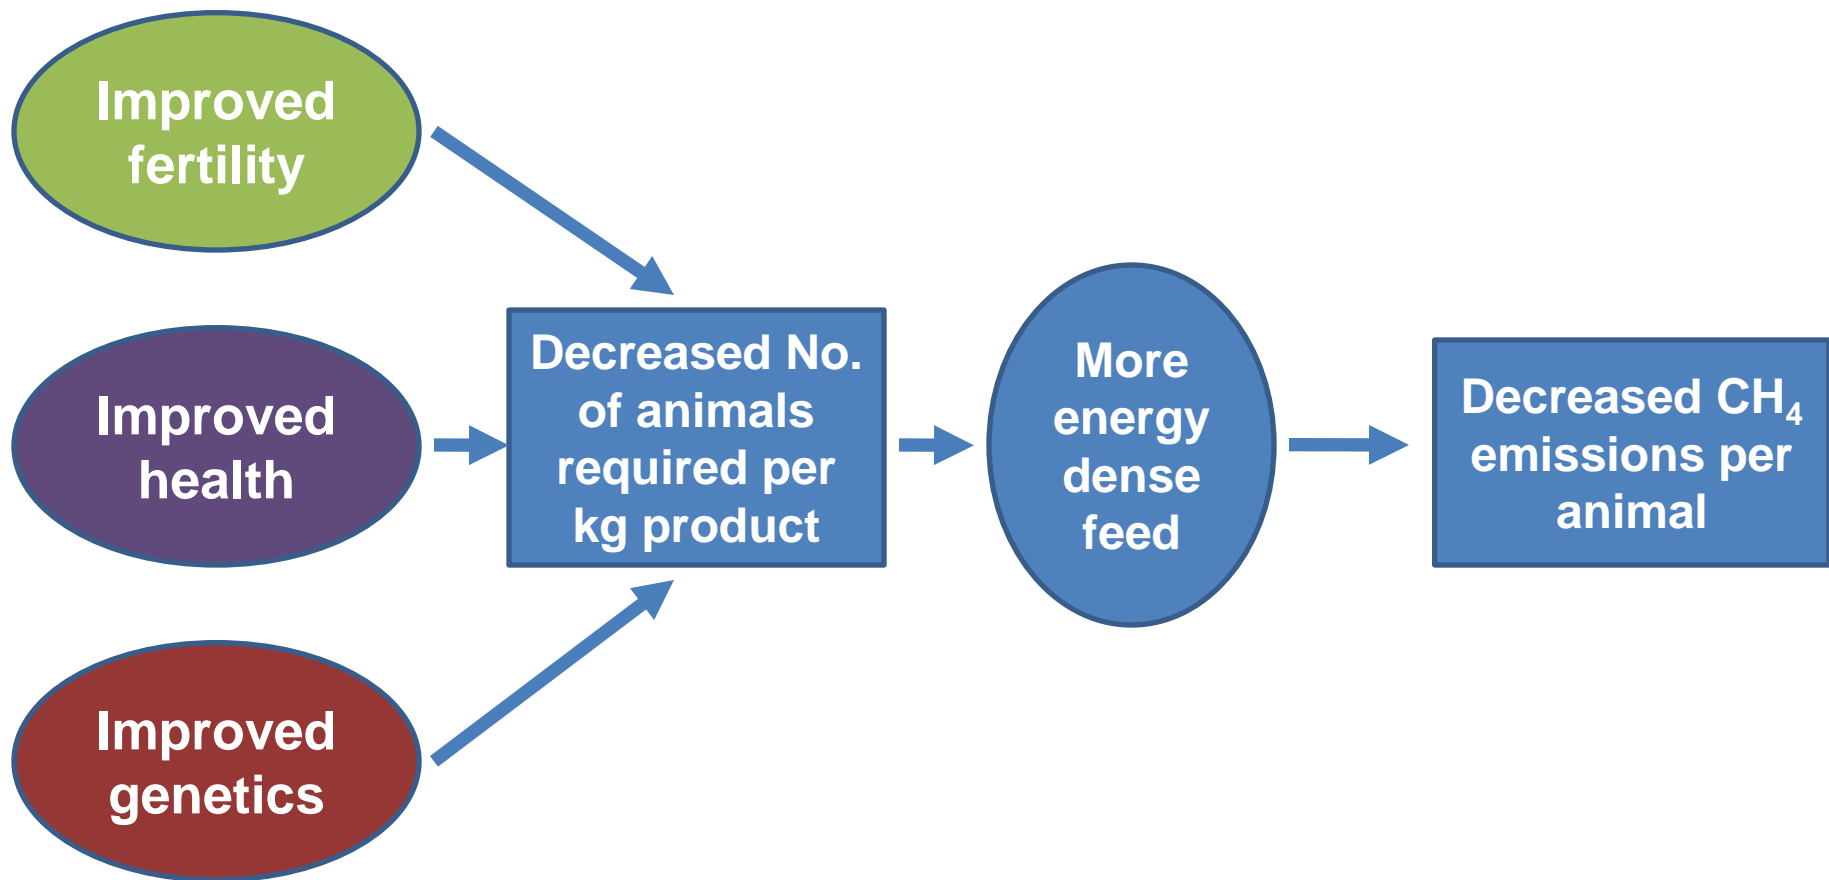 Improved
fertility
Improved
health
Improved
genetics
Decreased No.
of animals
required per
kg product
More
energy
dense
feed
Decreased CH₄
emissions per
animal